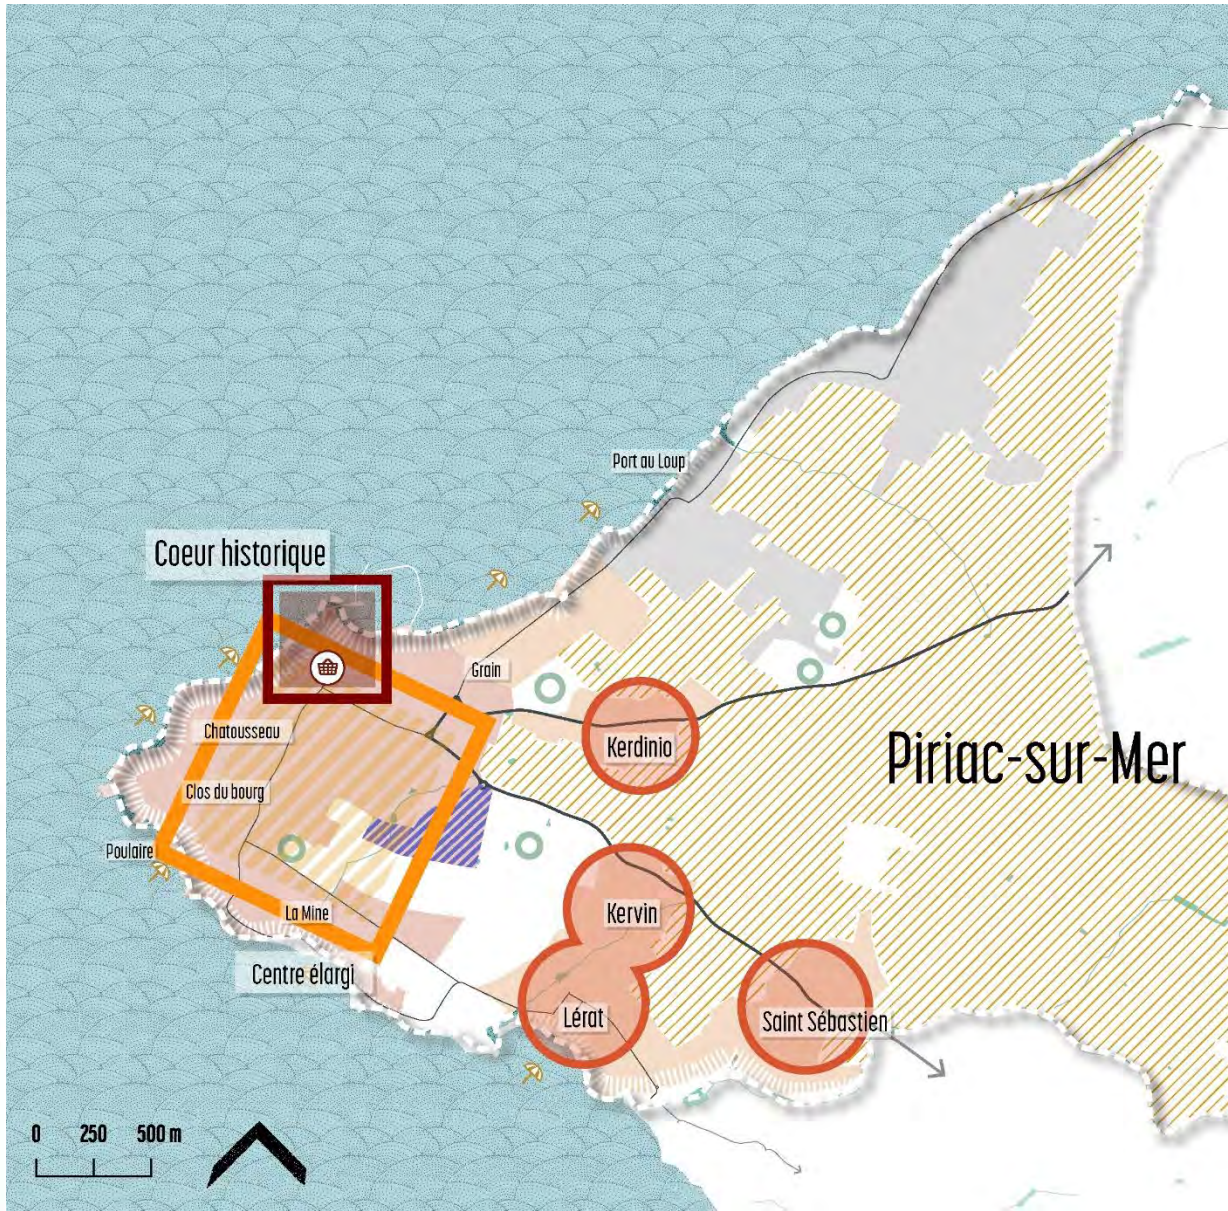 Port au Loup
Coeur historique
Grain
Chatousseau
Kerdinio
Piriac-sur-Mer
Clos du bourg
Poulaire
La Mine
Kervin
Centre élargi
Lérat
Saint Sébastien
0 250 500 m